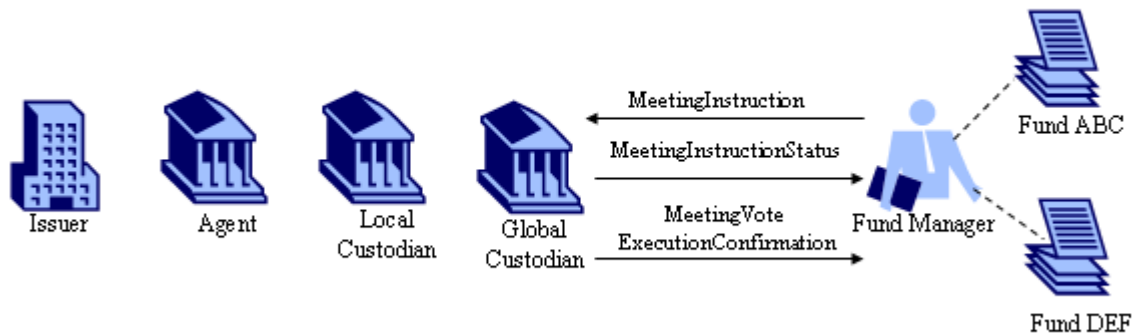 MeetingInstruction
Fund ABC
MeetingInstructionStatus
Issuer
Agent
Local
Custodian
Global
Custodian
MeetingVote
ExecutionConfirmation
Fund Manager
Fund DEF